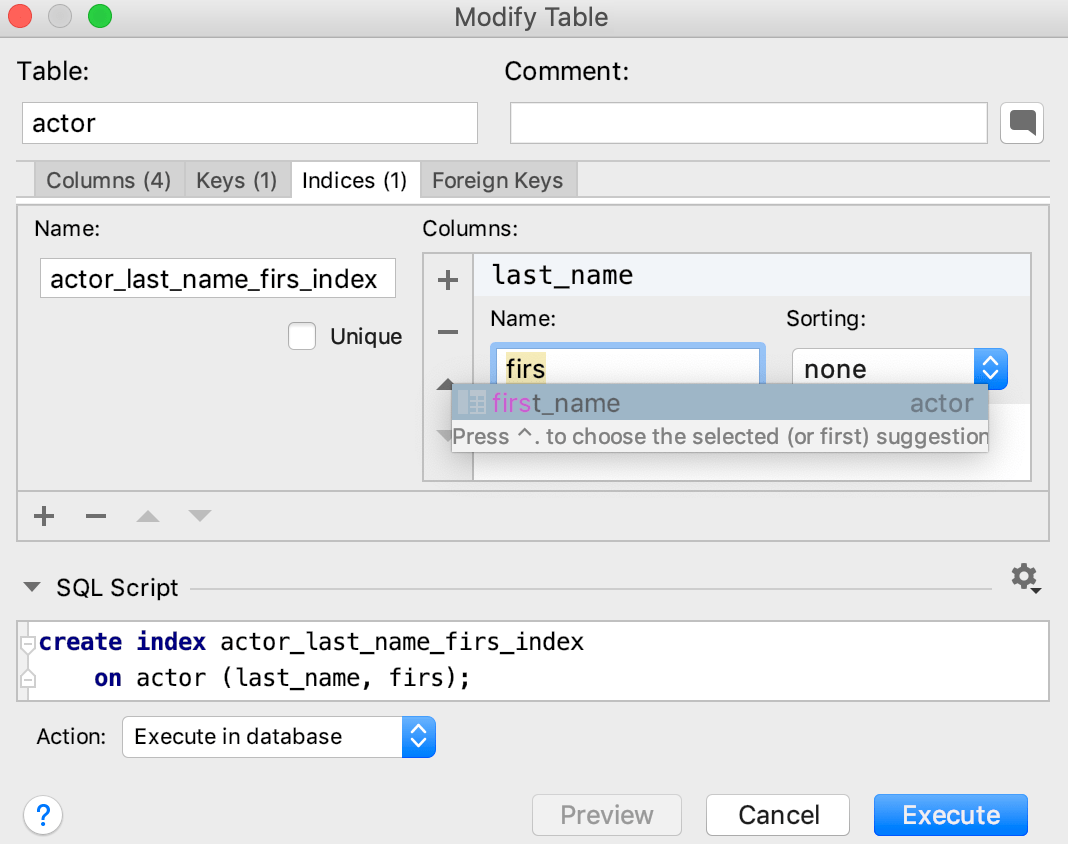 Modify Table
Table:
Comment:
actor
Columns (4) Keys (1) Indices (1) Foreign Keys
Name:
Columns:
actor_last_name_firs_index
last_name
Unique
Name:
Sorting:
firs
none
first_name actor
Press ^. to choose the selected (or first) suggestion
SQL Script
create index actor_last_name_firs_index
on actor (last_name, firs);
Action: Execute in database
? Preview Cancel Execute